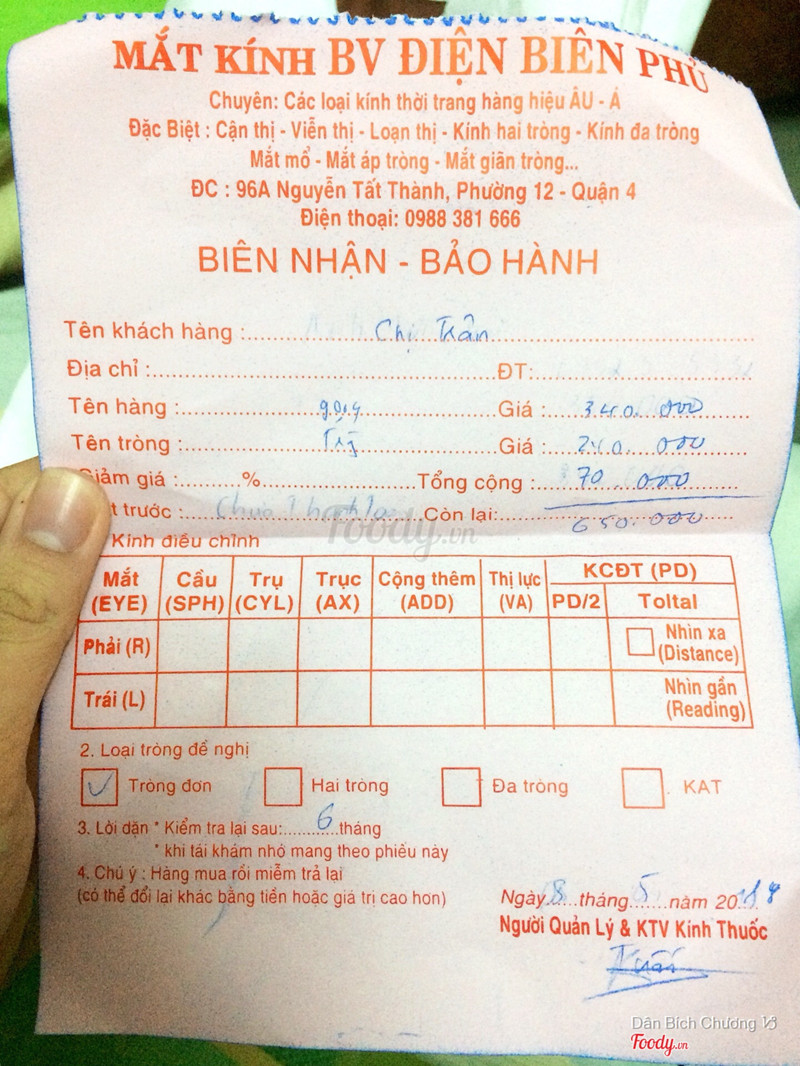 MẮT KÍNH BV ĐIỆN BIÊN PHỦ
Chuyên: Các loại kính thời trang hàng hiệu ÂU - Á
Đặc Biệt : Cận thị - Viễn thị - Loạn thị - Kính hai tròng - Kính đa tròng
Mắt mổ - Mắt áp tròng - Mắt giãn tròng...
ĐC : 96A Nguyễn Tất Thành, Phường 12 - Quận 4
Điện thoại: 0988 381 666
BIÊN NHẬN - BẢO HÀNH
Tên khách hàng : Chị Trân
Địa chỉ : ĐT:
Tên hàng : gọng Giá : 340.000
Tên tròng : Giá : 240.000
Giảm giá : % Tổng cộng : 70.000
trước : Còn lại: 650.000
Kính điều chỉnh
Mắt (EYE) Cầu (SPH) Trụ (CYL) Trục (AX) Cộng thêm (ADD) Thị lực (VA) KCĐT (PD)
PD/2 Toltal
Phải (R) Nhìn xa (Distance)
Trái (L) Nhìn gần (Reading)
2. Loại tròng đề nghị
Tròng đơn Hai tròng Đa tròng KAT
3. Lời dặn * Kiểm tra lại sau: 6 tháng
* khi tái khám nhớ mang theo phiếu này
4. Chú ý : Hàng mua rồi miễm trả lại
(có thể đổi lại khác bằng tiền hoặc giá trị cao hơn)
Ngày 8 tháng 5 năm 20
Người Quản Lý & KTV Kính Thuốc
Foody.vn
Dân Bích Chương
Foody.vn